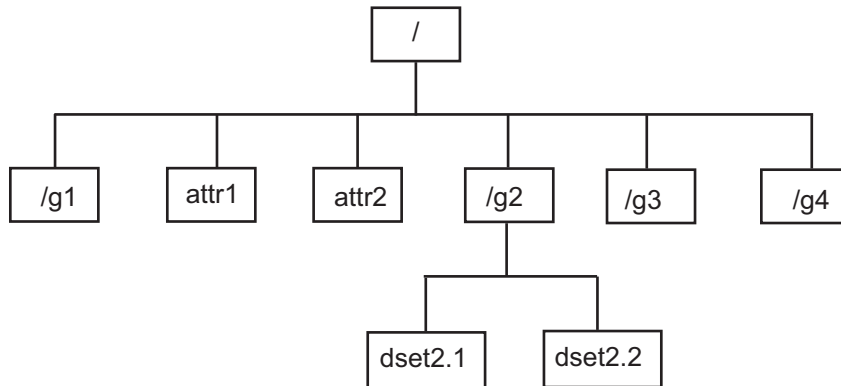 /
/g1 attr1 attr2 /g2 /g3 /g4
dset2.1 dset2.2